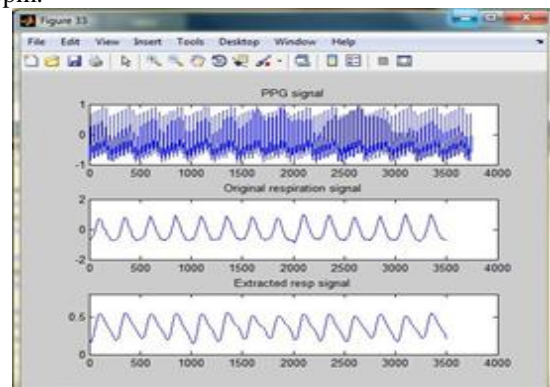 pm.
Figure 33
File Edit View Insert Tools Desktop Window Help
PPG signal
1
0
-1
0 500 1000 1500 2000 2500 3000 3500 4000
Original respiration signal
2
0
-2
0 500 1000 1500 2000 2500 3000 3500 4000
Extracted resp signal
0.5
0
0 500 1000 1500 2000 2500 3000 3500 4000